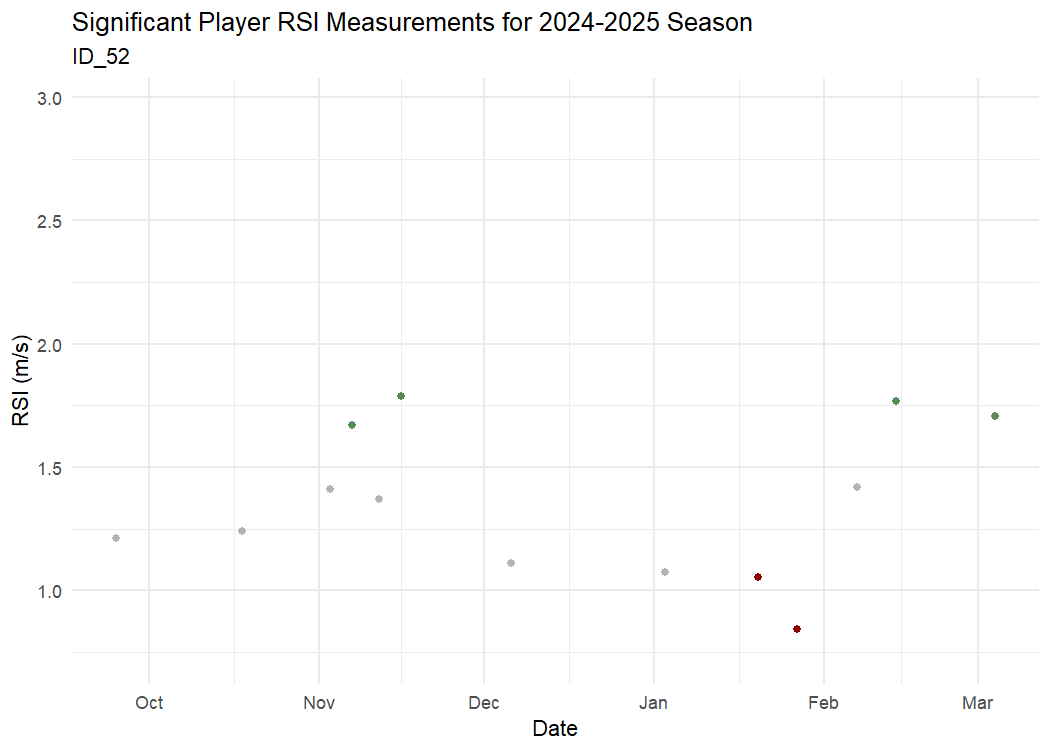 Significant Player RSI Measurements for 2024-2025 Season
ID_52
3.0
2.5
2.0
1.5
1.0
RSI (m/s)
Oct Nov Dec Jan Feb Mar
Date